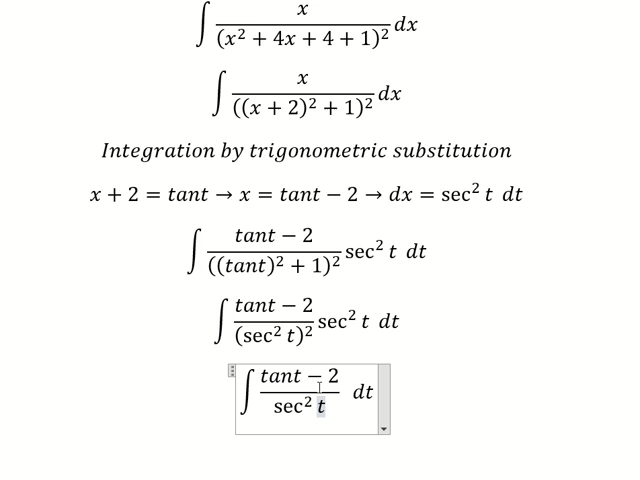 ∫ x / (x² + 4x + 4 + 1)² dx
∫ x / ((x + 2)² + 1)² dx
Integration by trigonometric substitution
x + 2 = tant → x = tant − 2 → dx = sec² t dt
∫ tant − 2 / ((tant)² + 1)² sec² t dt
∫ tant − 2 / (sec² t)² sec² t dt
∫ tant − 2 / sec² t dt